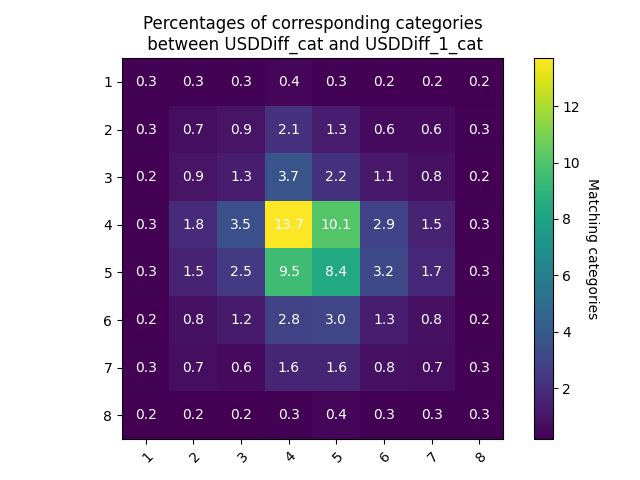 Percentages of corresponding categories
between USDDiff_cat and USDDiff_1_cat
1 0.3 0.3 0.3 0.4 0.3 0.2 0.2 0.2
2 0.3 0.7 0.9 2.1 1.3 0.6 0.6 0.3
3 0.2 0.9 1.3 3.7 2.2 1.1 0.8 0.2
4 0.3 1.8 3.5 13.7 10.1 2.9 1.5 0.3
5 0.3 1.5 2.5 9.5 8.4 3.2 1.7 0.3
6 0.2 0.8 1.2 2.8 3.0 1.3 0.8 0.2
7 0.3 0.7 0.6 1.6 1.6 0.8 0.7 0.3
8 0.2 0.2 0.2 0.3 0.4 0.3 0.3 0.3
1 2 3 4 5 6 7 8
12
10
8
6
4
2
Matching categories